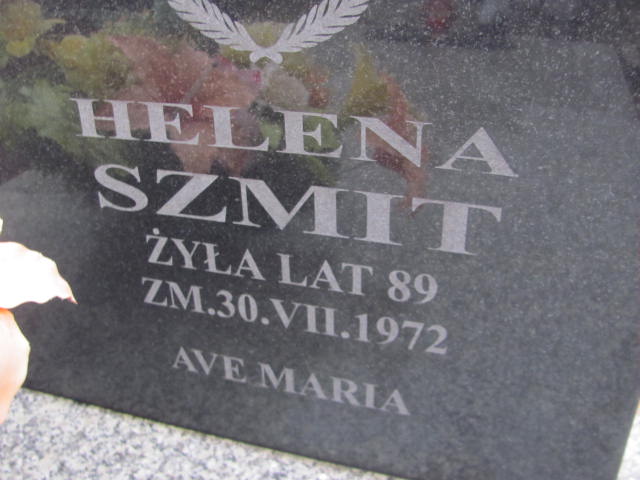 HELENA
SZMIT
ŻYŁA LAT 89
ZM.30.VII.1972
AVE MARIA